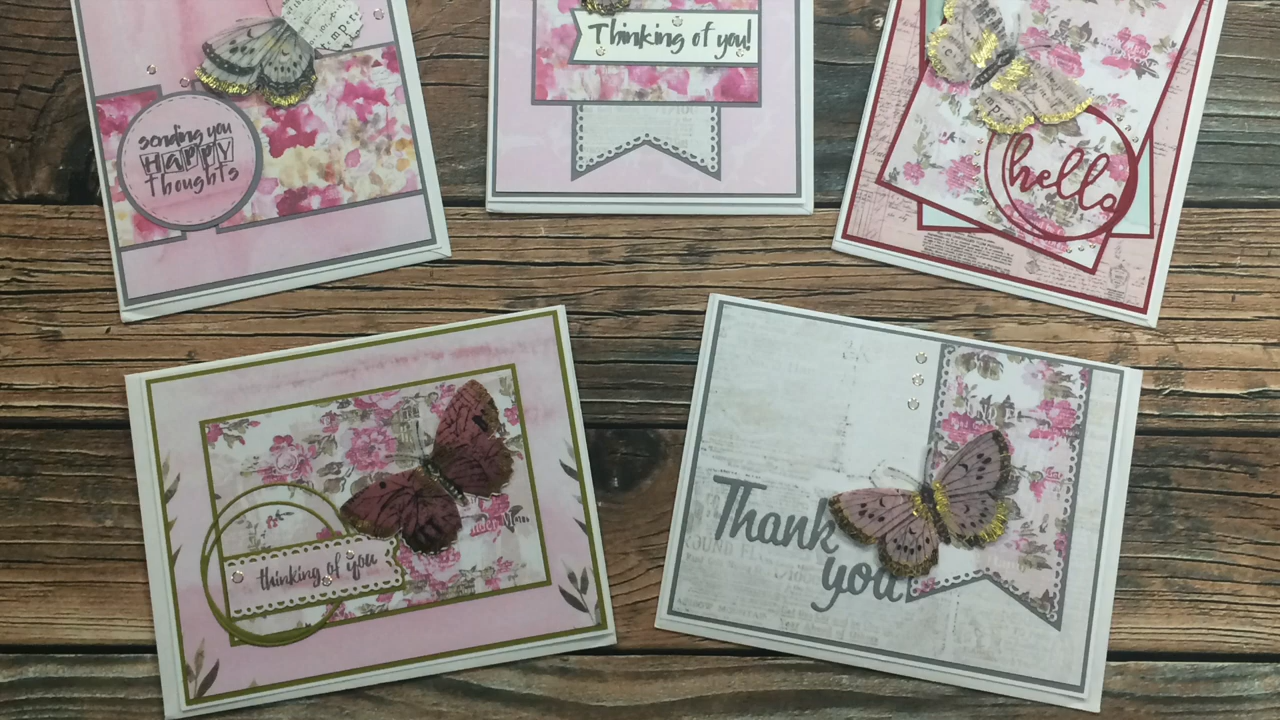 sending you
HAPPY
thoughts
Thinking of you!
hello
thinking of you
Thank
you